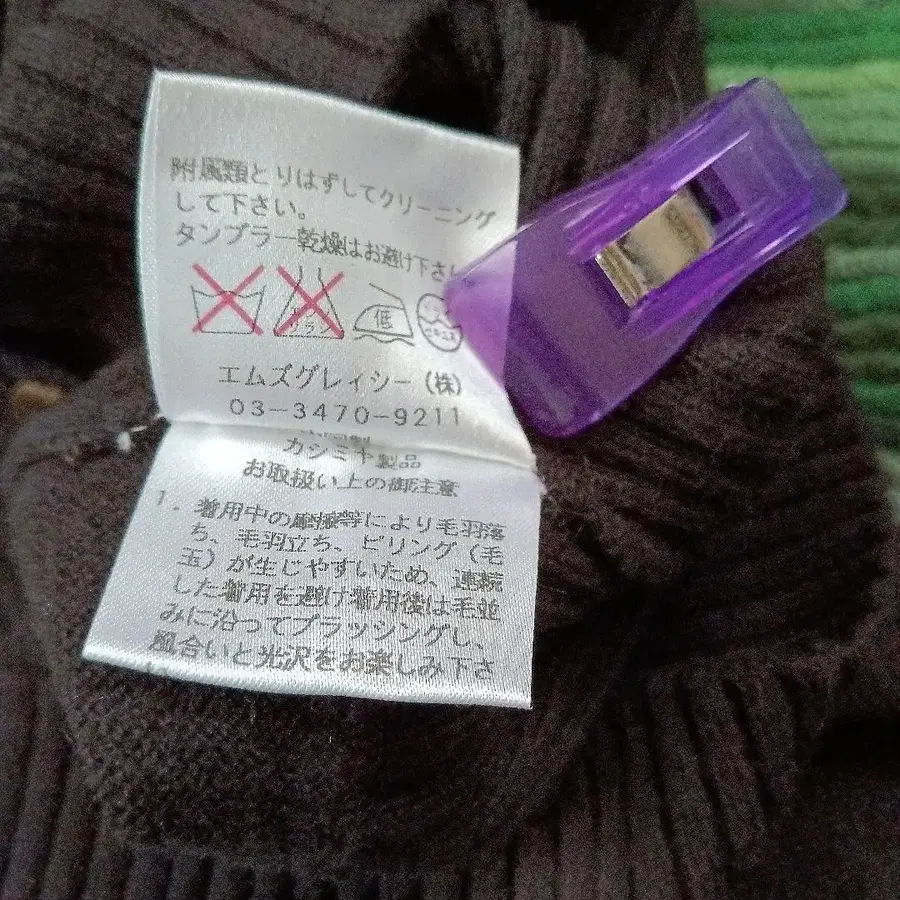 附属類とりはずしてクリーニング
して下さい。
タンブラー乾燥はお避け下さい
エンソ
サラシ
低
エムズグレィシー（株）
03－3470－9211
カシミヤ製品
お取扱い上の御注意
1．着用中の摩擦等により毛羽落
ち、毛羽立ち、ピリング（毛
玉）が生じやすいため、連続
した着用を避け着用後は毛並
みに沿ってブラッシングし、
風合いと光沢をお楽しみ下さ